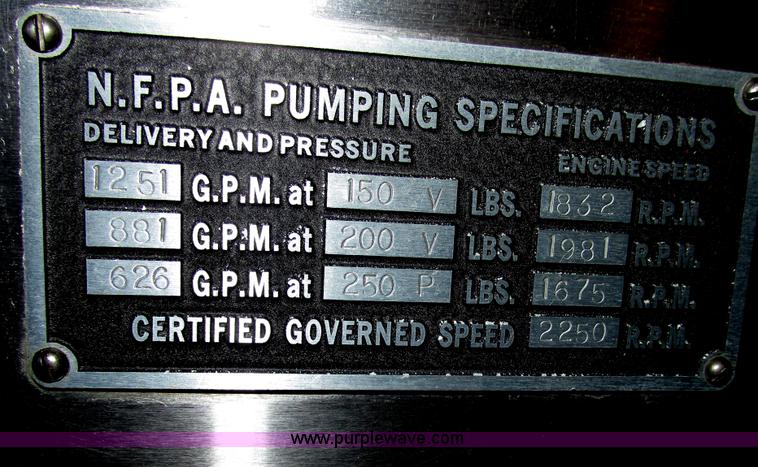 N.F.P.A. PUMPING SPECIFICATIONS
DELIVERY AND PRESSURE ENGINE SPEED
1251 G.P.M. at 150 V LBS. 1832 R.P.M.
881 G.P.M. at 200 V LBS. 1981 R.P.M.
626 G.P.M. at 250 P LBS. 1675 R.P.M.
CERTIFIED GOVERNED SPEED 2250 R.P.M.
www.purplewave.com